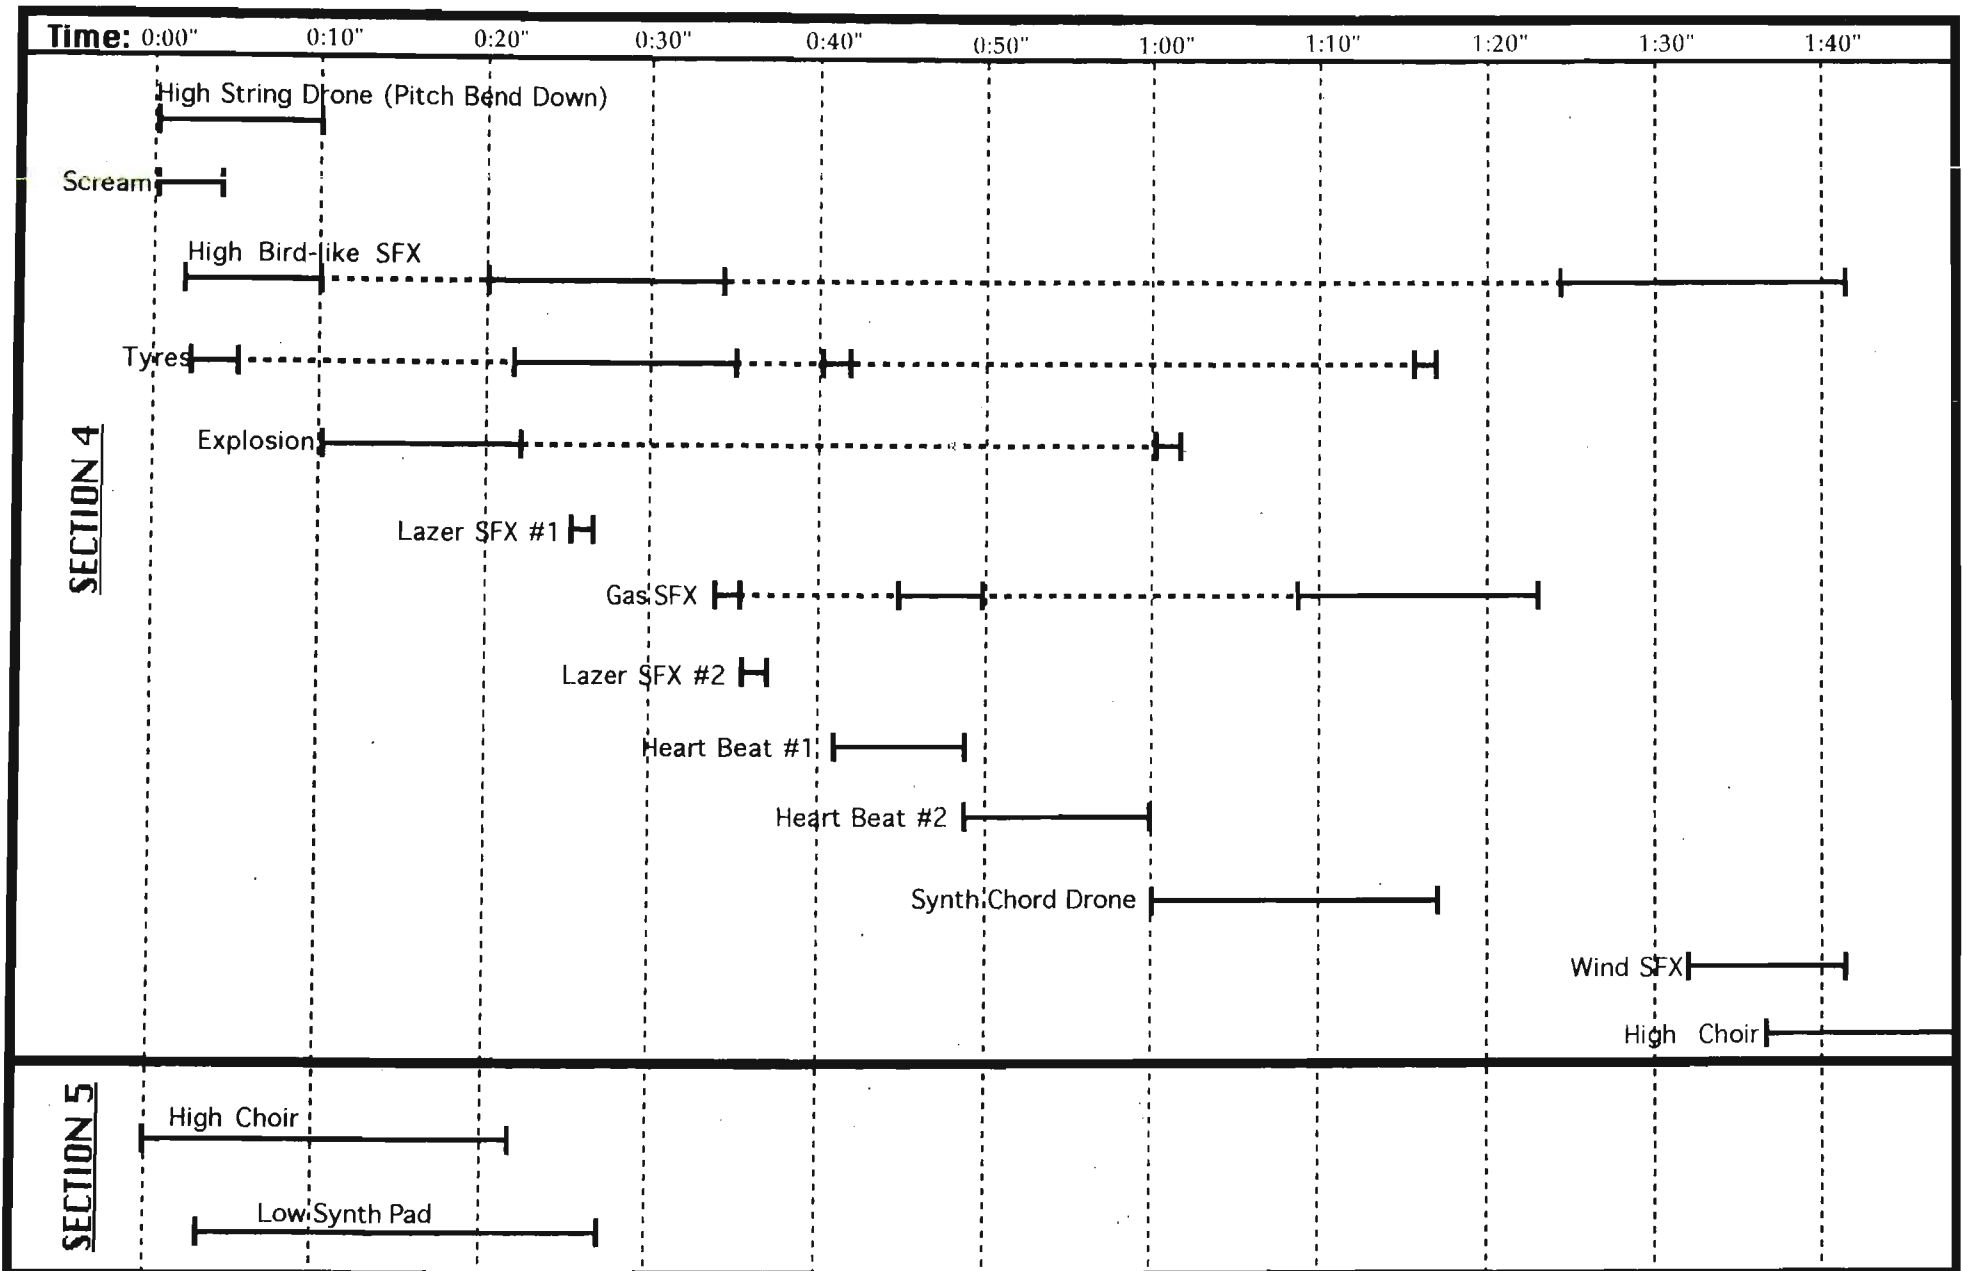 Time: 0:00" 0:10" 0:20" 0:30" 0:40" 0:50" 1:00" 1:10" 1:20" 1:30" 1:40"
SECTION 4
High String Drone (Pitch Bend Down)
Scream
High Bird-like SFX
Tyres
Explosion
Lazer SFX #1
Gas SFX
Lazer SFX #2
Heart Beat #1
Heart Beat #2
Synth Chord Drone
Wind SFX
High Choir
SECTION 5
High Choir
Low Synth Pad